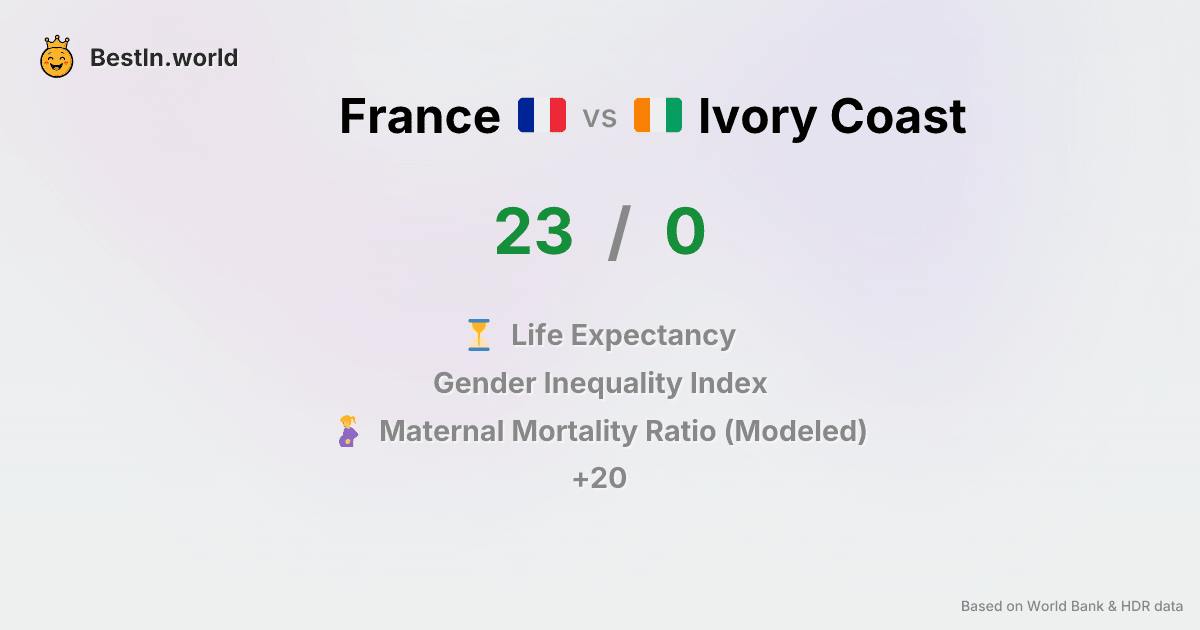 BestIn.world
France vs Ivory Coast
23 / 0
Life Expectancy
Gender Inequality Index
Maternal Mortality Ratio (Modeled)
+20
Based on World Bank & HDR data